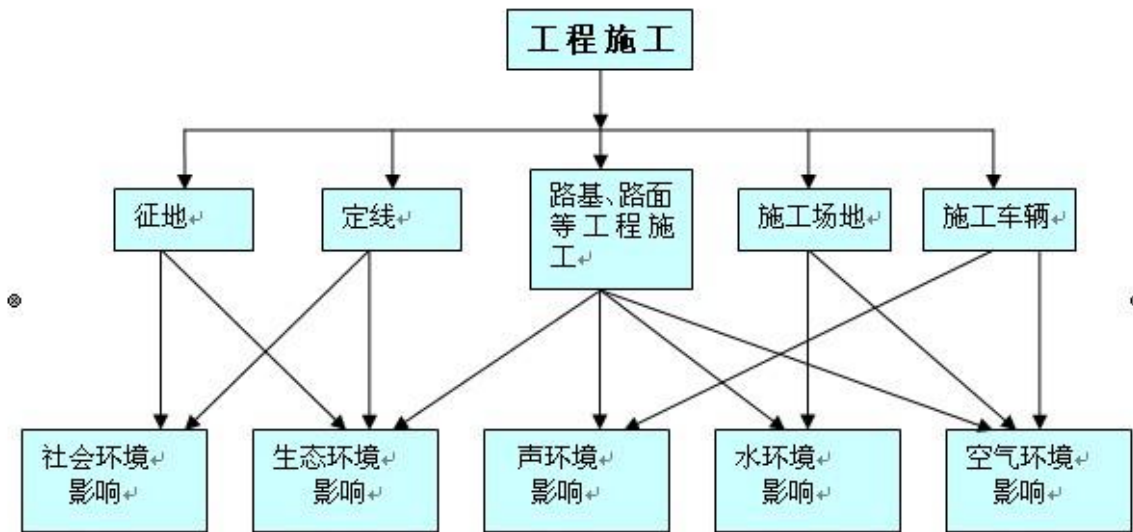 工程施工
征地
定线
路基、路面
等工程施
工
施工场地
施工车辆
社会环境
影响
生态环境
影响
声环境
影响
水环境
影响
空气环境
影响